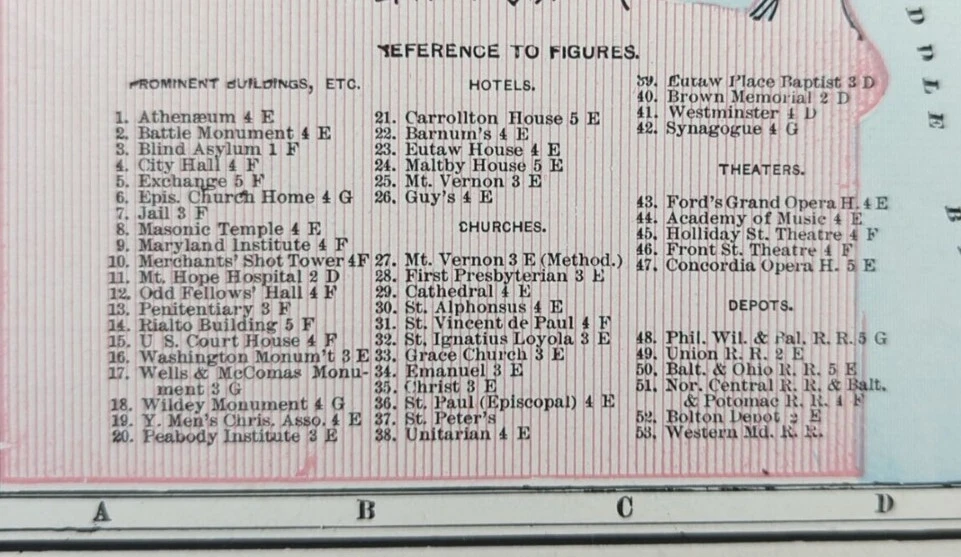 REFERENCE TO FIGURES.
PROMINENT BUILDINGS, ETC.
1. Athenæum 4 E
2. Battle Monument 4 E
3. Blind Asylum 1 F
4. City Hall 4 F
5. Exchange 5 F
6. Epis. Church Home 4 G
7. Jail 3 F
8. Masonic Temple 4 E
9. Maryland Institute 4 F
10. Merchants' Shot Tower 4F
11. Mt. Hope Hospital 2 D
12. Odd Fellows' Hall 4 F
13. Penitentiary 3 F
14. Rialto Building 5 F
15. U S. Court House 4 F
16. Washington Monum't 3 E
17. Wells & McComas Monu-
ment 3 G
18. Wildey Monument 4 G
19. Y. Men's Chris. Asso. 4 E
20. Peabody Institute 3 E
HOTELS.
21. Carrollton House 5 E
22. Barnum's 4 E
23. Eutaw House 4 E
24. Maltby House 5 E
25. Mt. Vernon 3 E
26. Guy's 4 E
CHURCHES.
27. Mt. Vernon 3 E (Method.)
28. First Presbyterian 3 E
29. Cathedral 4 E
30. St. Alphonsus 4 E
31. St. Vincent de Paul 4 F
32. St. Ignatius Loyola 3 E
33. Grace Church 3 E
34. Emanuel 3 E
35. Christ 3 E
36. St. Paul (Episcopal) 4 E
37. St. Peter's
38. Unitarian 4 E
39. Eutaw Place Baptist 3 D
40. Brown Memorial 2 D
41. Westminster 4 D
42. Synagogue 4 G
THEATERS.
43. Ford's Grand Opera H. 4 E
44. Academy of Music 4 E
45. Holliday St. Theatre 4 F
46. Front St. Theatre 4 F
47. Concordia Opera H. 5 E
DEPOTS.
48. Phil. Wil. & Bal. R. R. 5 G
49. Union R. R. 2 E
50. Balt. & Ohio R. R. 5 E
51. Nor. Central R. R. & Balt.
& Potomac R. R. 4 F
52. Bolton Depot 2 E
53. Western Md. R. R.
DDLE
B
A B C D